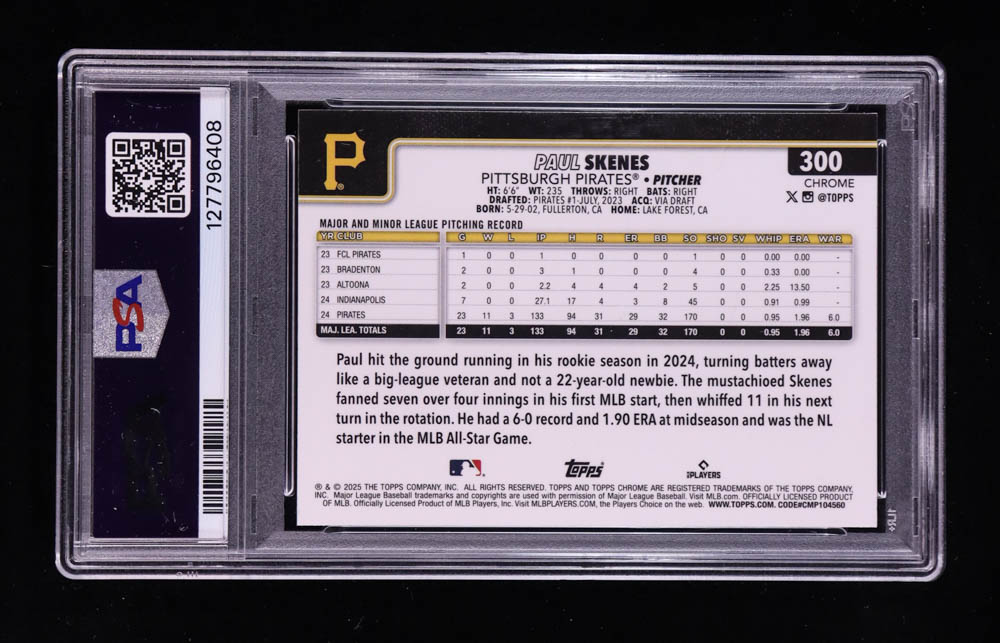 127796408
PSA
P
PAUL SKENES
PITTSBURGH PIRATES® • PITCHER
HT: 6'6" WT: 235 THROWS: RIGHT BATS: RIGHT
DRAFTED: PIRATES #1-JULY, 2023 ACQ: VIA DRAFT
BORN: 5-29-02, FULLERTON, CA HOME: LAKE FOREST, CA
300
CHROME
X @TOPPS
MAJOR AND MINOR LEAGUE PITCHING RECORD
YR CLUB G W L IP H R ER BB SO SHO SV WHIP ERA WAR
23 FCL PIRATES 1 0 0 1 0 0 0 0 1 0 0 0.00 0.00 -
23 BRADENTON 2 0 0 3 1 0 0 0 4 0 0 0.33 0.00 -
23 ALTOONA 2 0 0 2.2 4 4 4 2 5 0 0 2.25 13.50 -
24 INDIANAPOLIS 7 0 0 27.1 17 4 3 8 45 0 0 0.91 0.99 -
24 PIRATES 23 11 3 133 94 31 29 32 170 0 0 0.95 1.96 6.0
MAJ. LEA. TOTALS 23 11 3 133 94 31 29 32 170 0 0 0.95 1.96 6.0
Paul hit the ground running in his rookie season in 2024, turning batters away
like a big-league veteran and not a 22-year-old newbie. The mustachioed Skenes
fanned seven over four innings in his first MLB start, then whiffed 11 in his next
turn in the rotation. He had a 6-0 record and 1.90 ERA at midseason and was the NL
starter in the MLB All-Star Game.
TOPPS
PLAYERS
® & © 2025 THE TOPPS COMPANY, INC. ALL RIGHTS RESERVED. TOPPS AND TOPPS CHROME ARE REGISTERED TRADEMARKS OF THE TOPPS COMPANY,
INC. Major League Baseball trademarks and copyrights are used with permission of Major League Baseball. Visit MLB.com. OFFICIALLY LICENSED PRODUCT
OF MLB. Officially Licensed Product of MLB Players, Inc. Visit MLBPLAYERS.COM, the Players Choice on the web. WWW.TOPPS.COM. CODE#CMP104560